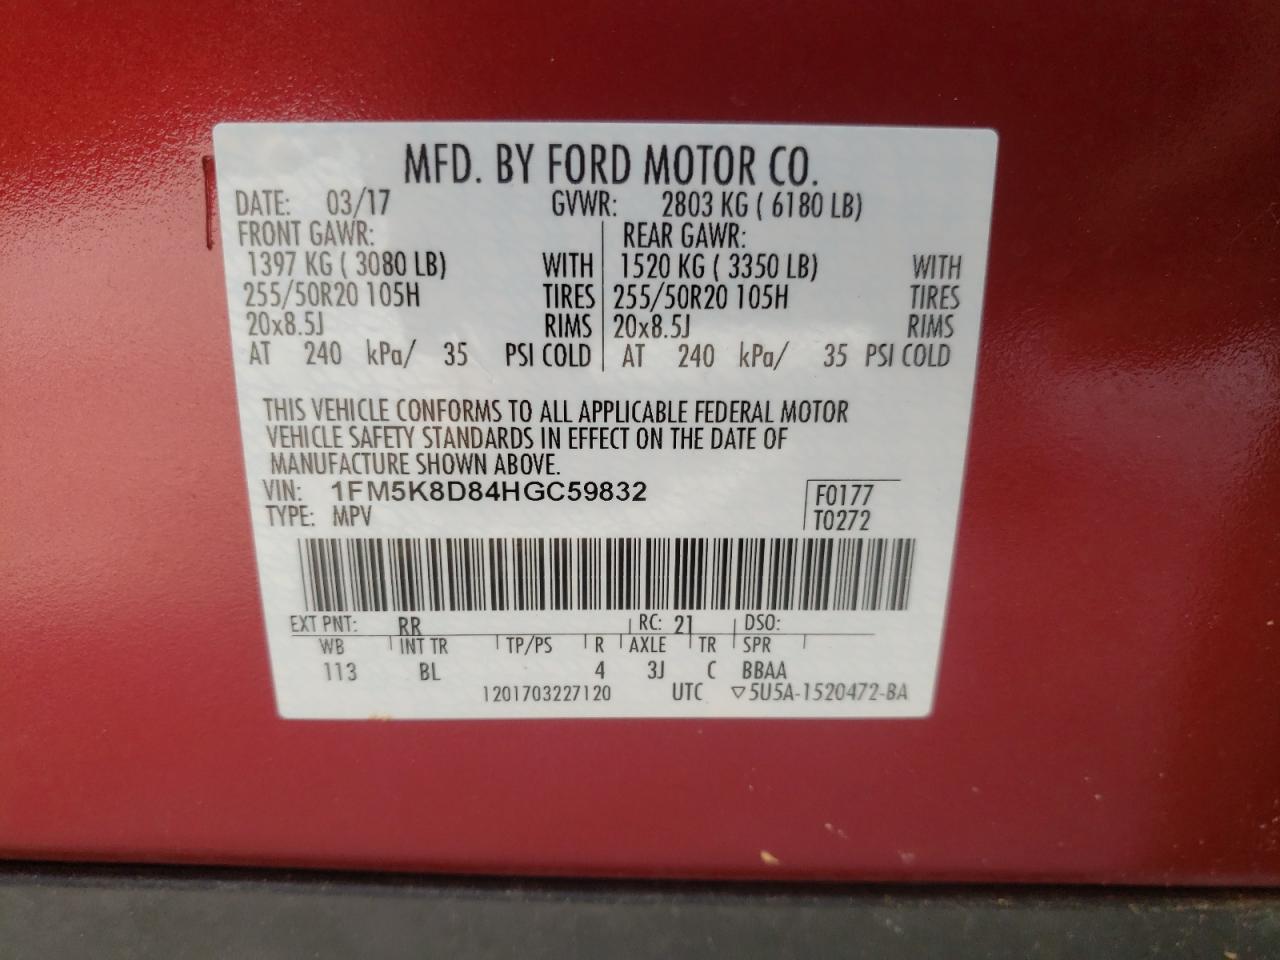 MFD. BY FORD MOTOR CO.
DATE: 03/17 GVWR: 2803 KG ( 6180 LB)
FRONT GAWR: REAR GAWR:
1397 KG ( 3080 LB) WITH 1520 KG ( 3350 LB) WITH
255/50R20 105H TIRES 255/50R20 105H TIRES
20x8.5J RIMS 20x8.5J RIMS
AT 240 kPa/ 35 PSI COLD AT 240 kPa/ 35 PSI COLD
THIS VEHICLE CONFORMS TO ALL APPLICABLE FEDERAL MOTOR
VEHICLE SAFETY STANDARDS IN EFFECT ON THE DATE OF
MANUFACTURE SHOWN ABOVE.
VIN: 1FM5K8D84HGC59832 F0177
TYPE: MPV T0272
EXT PNT: RR RC: 21 DSO:
WB INT TR TP/PS R AXLE TR SPR
113 BL 4 3J C BBAA
1201703227120 UTC ▽5U5A-1520472-BA